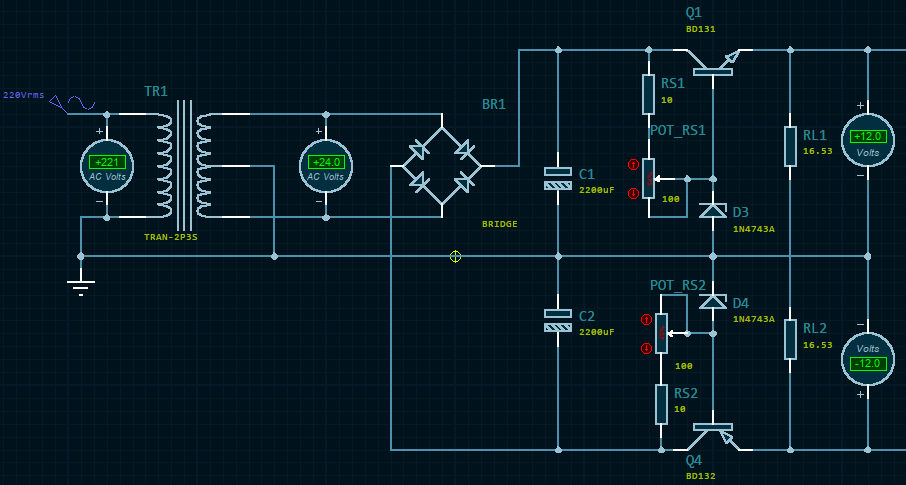 Q1
BD131
220Vrms
TR1
BR1
RS1
10
POT_RS1
+
+
+
RL1
16.53
+221
AC Volts
+24.0
AC Volts
+12.0
Volts
C1
2200uF
100
−
−
−
D3
1N4743A
TRAN-2P3S
BRIDGE
POT_RS2
D4
1N4743A
C2
2200uF
−
RL2
16.53
Volts
-12.0
100
RS2
10
+
Q4
BD132